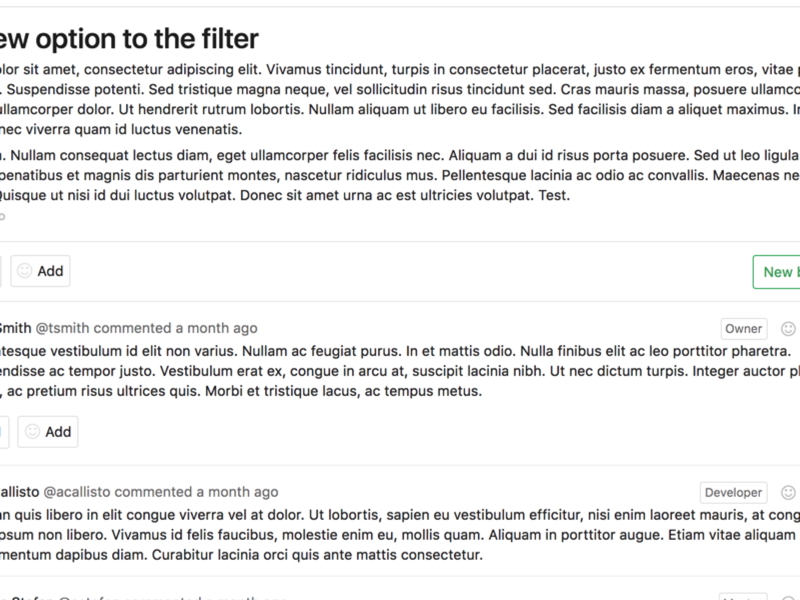 ew option to the filter
olor sit amet, consectetur adipiscing elit. Vivamus tincidunt, turpis in consectetur placerat, justo ex fermentum eros, vitae p
. Suspendisse potenti. Sed tristique magna neque, vel sollicitudin risus tincidunt sed. Cras mauris massa, posuere ullamco
ullamcorper dolor. Ut hendrerit rutrum lobortis. Nullam aliquam ut libero eu facilisis. Sed facilisis diam a aliquet maximus. In
nec viverra quam id luctus venenatis.
. Nullam consequat lectus diam, eget ullamcorper felis facilisis nec. Aliquam a dui id risus porta posuere. Sed ut leo ligula
penatibus et magnis dis parturient montes, nascetur ridiculus mus. Pellentesque lacinia ac odio ac convallis. Maecenas ne
Quisque ut nisi id dui luctus volutpat. Donec sit amet urna ac est ultricies volutpat. Test.
o
Add
New b
Smith @tsmith commented a month ago Owner
tesque vestibulum id elit non varius. Nullam ac feugiat purus. In et mattis odio. Nulla finibus elit ac leo porttitor pharetra.
endisse ac tempor justo. Vestibulum erat ex, congue in arcu at, suscipit lacinia nibh. Ut nec dictum turpis. Integer auctor pl
, ac pretium risus ultrices quis. Morbi et tristique lacus, ac tempus metus.
Add
allisto @acallisto commented a month ago Developer
n quis libero in elit congue viverra vel at dolor. Ut lobortis, sapien eu vestibulum efficitur, nisi enim laoreet mauris, at cong
psum non libero. Vivamus id felis faucibus, molestie enim eu, mollis quam. Aliquam in porttitor augue. Etiam vitae aliquam
mentum dapibus diam. Curabitur lacinia orci quis ante mattis consectetur.